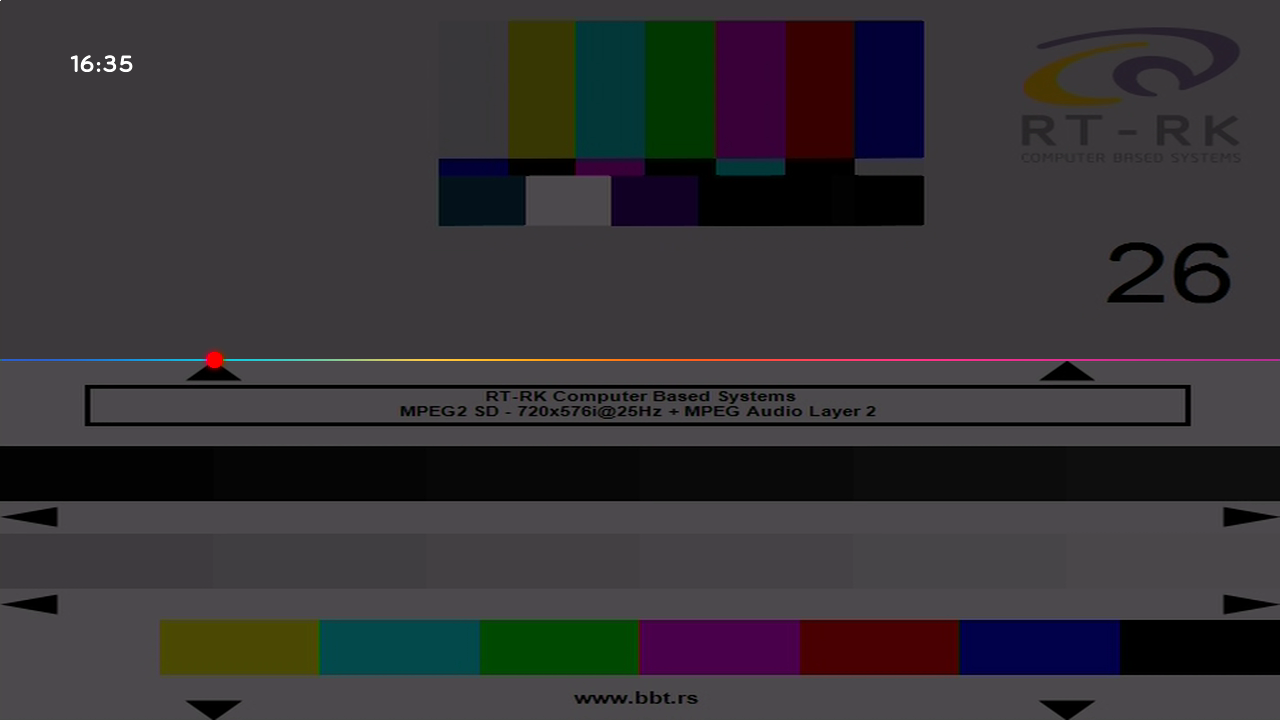 16:35
RT-RK
COMPUTER BASED SYSTEMS
26
RT-RK Computer Based Systems
MPEG2 SD - 720x576i@25Hz + MPEG Audio Layer 2
www.bbt.rs